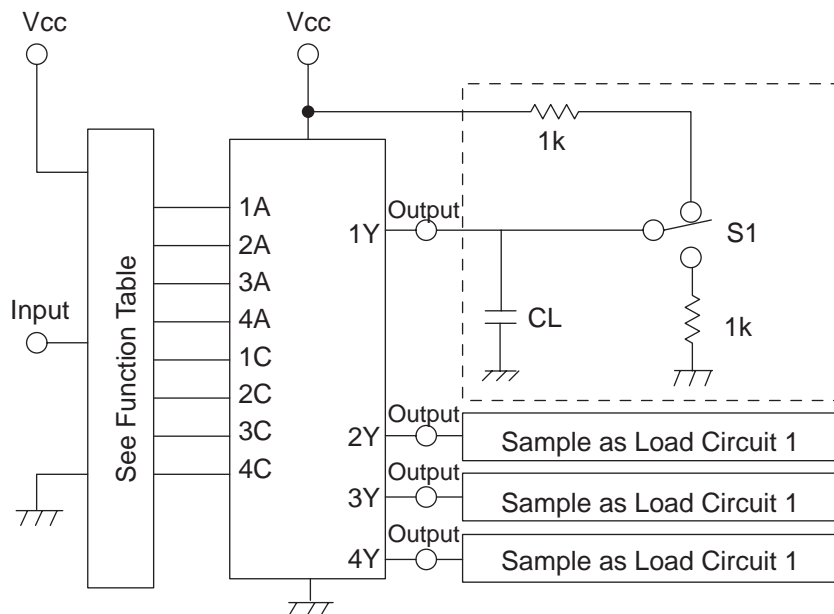 Vcc
Vcc
1k
1A
2A
3A
4A
1C
2C
3C
4C
1Y
Output
S1
Input
See Function Table
CL
1k
Output
2Y
Sample as Load Circuit 1
Output
3Y
Sample as Load Circuit 1
Output
4Y
Sample as Load Circuit 1